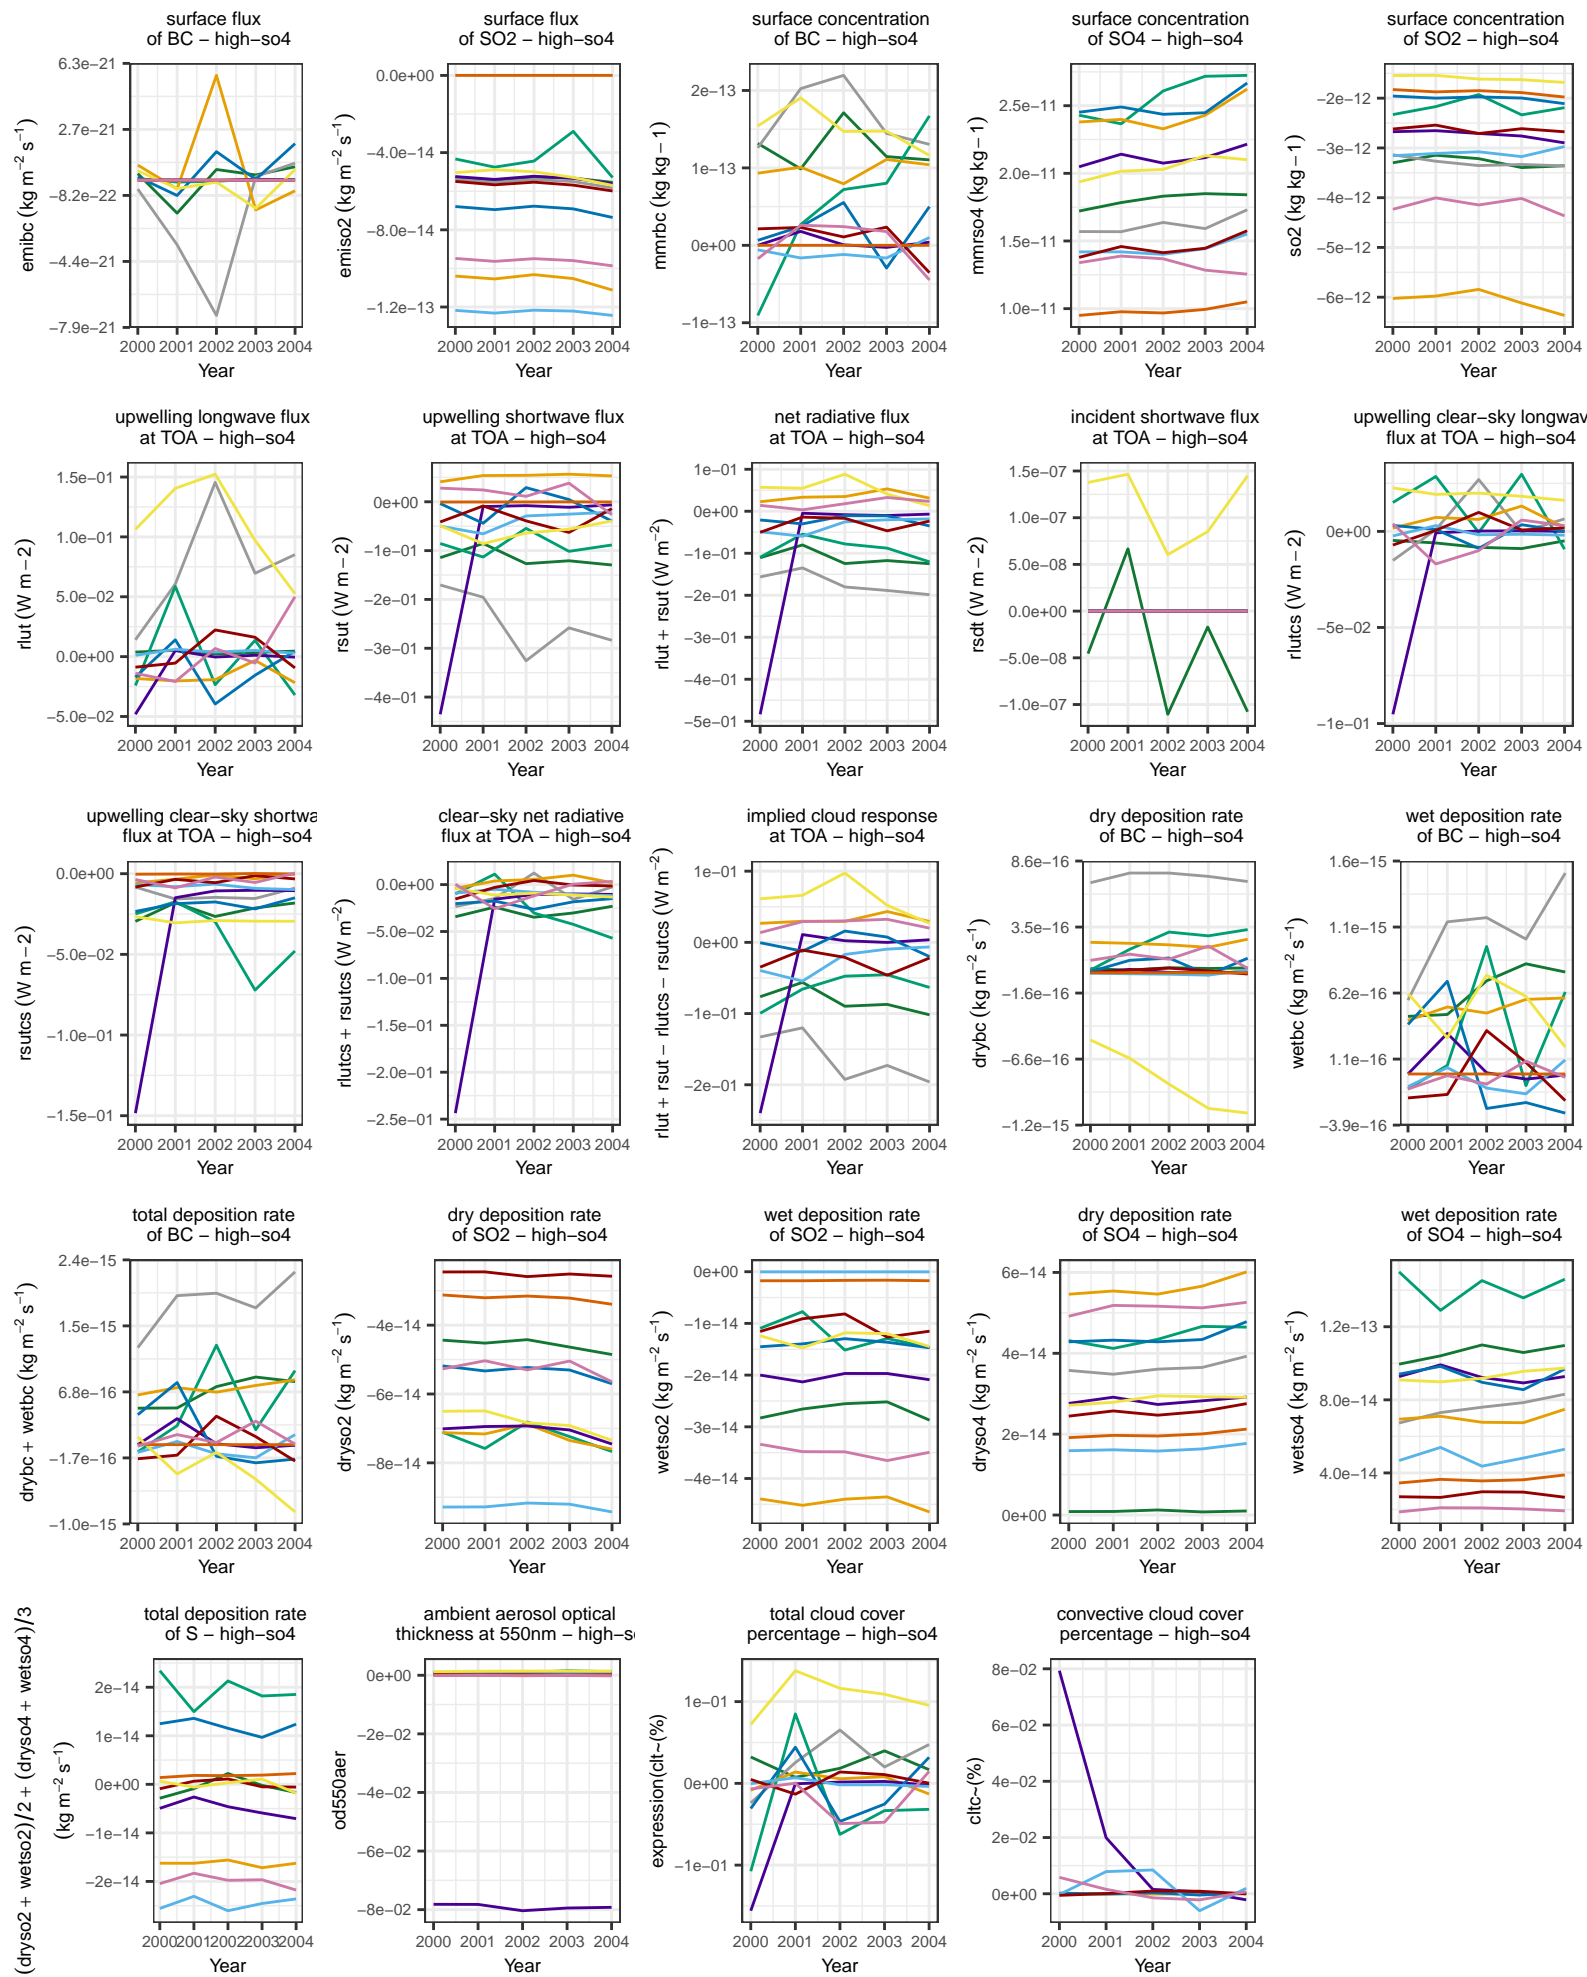 surface flux
of BC − high−so4
6.3e−21
2.7e−21
−8.2e−22
−4.4e−21
−7.9e−21
emibc (kg m−2 s−1)
2000 2001 2002 2003 2004
Year
surface flux
of SO2 − high−so4
0.0e+00
−4.0e−14
−8.0e−14
−1.2e−13
emiso2 (kg m−2 s−1)
2000 2001 2002 2003 2004
Year
surface concentration
of BC − high−so4
2e−13
1e−13
0e+00
−1e−13
mmrbc (kg kg − 1)
2000 2001 2002 2003 2004
Year
surface concentration
of SO4 − high−so4
2.5e−11
2.0e−11
1.5e−11
1.0e−11
mmrso4 (kg kg − 1)
2000 2001 2002 2003 2004
Year
surface concentration
of SO2 − high−so4
−2e−12
−3e−12
−4e−12
−5e−12
−6e−12
so2 (kg kg − 1)
2000 2001 2002 2003 2004
Year
upwelling longwave flux
at TOA − high−so4
1.5e−01
1.0e−01
5.0e−02
0.0e+00
−5.0e−02
rlut (W m − 2)
2000 2001 2002 2003 2004
Year
upwelling shortwave flux
at TOA − high−so4
0e+00
−1e−01
−2e−01
−3e−01
−4e−01
rsut (W m − 2)
2000 2001 2002 2003 2004
Year
net radiative flux
at TOA − high−so4
1e−01
0e+00
−1e−01
−2e−01
−3e−01
−4e−01
−5e−01
rlut + rsut (W m−2)
2000 2001 2002 2003 2004
Year
incident shortwave flux
at TOA − high−so4
1.5e−07
1.0e−07
5.0e−08
0.0e+00
−5.0e−08
−1.0e−07
rsdt (W m − 2)
2000 2001 2002 2003 2004
Year
upwelling clear−sky longwav
flux at TOA − high−so4
0e+00
−5e−02
−1e−01
rlutcs (W m − 2)
2000 2001 2002 2003 2004
Year
upwelling clear−sky shortwa
flux at TOA − high−so4
0.0e+00
−5.0e−02
−1.0e−01
−1.5e−01
rsutcs (W m − 2)
2000 2001 2002 2003 2004
Year
clear−sky net radiative
flux at TOA − high−so4
0.0e+00
−5.0e−02
−1.0e−01
−1.5e−01
−2.0e−01
−2.5e−01
rlutcs + rsutcs (W m−2)
2000 2001 2002 2003 2004
Year
implied cloud response
at TOA − high−so4
1e−01
0e+00
−1e−01
−2e−01
rlut + rsut − rlutcs − rsutcs (W m−2)
2000 2001 2002 2003 2004
Year
dry deposition rate
of BC − high−so4
8.6e−16
3.5e−16
−1.6e−16
−6.6e−16
−1.2e−15
drybc (kg m−2 s−1)
2000 2001 2002 2003 2004
Year
wet deposition rate
of BC − high−so4
1.6e−15
1.1e−15
6.2e−16
1.1e−16
−3.9e−16
wetbc (kg m−2 s−1)
2000 2001 2002 2003 2004
Year
total deposition rate
of BC − high−so4
2.4e−15
1.5e−15
6.8e−16
−1.7e−16
−1.0e−15
drybc + wetbc (kg m−2 s−1)
2000 2001 2002 2003 2004
Year
dry deposition rate
of SO2 − high−so4
−4e−14
−6e−14
−8e−14
dryso2 (kg m−2 s−1)
2000 2001 2002 2003 2004
Year
wet deposition rate
of SO2 − high−so4
0e+00
−1e−14
−2e−14
−3e−14
−4e−14
wetso2 (kg m−2 s−1)
2000 2001 2002 2003 2004
Year
dry deposition rate
of SO4 − high−so4
6e−14
4e−14
2e−14
0e+00
dryso4 (kg m−2 s−1)
2000 2001 2002 2003 2004
Year
wet deposition rate
of SO4 − high−so4
1.2e−13
8.0e−14
4.0e−14
wetso4 (kg m−2 s−1)
2000 2001 2002 2003 2004
Year
total deposition rate
of S − high−so4
2e−14
1e−14
0e+00
−1e−14
−2e−14
(dryso2 + wetso2)/2 + (dryso4 + wetso4)/3
(kg m−2 s−1)
2000 2001 2002 2003 2004
Year
ambient aerosol optical
thickness at 550nm − high−s
0e+00
−2e−02
−4e−02
−6e−02
−8e−02
od550aer
2000 2001 2002 2003 2004
Year
total cloud cover
percentage − high−so4
1e−01
0e+00
−1e−01
expression(clt~(%)
2000 2001 2002 2003 2004
Year
convective cloud cover
percentage − high−so4
8e−02
6e−02
4e−02
2e−02
0e+00
cltc~(%)
2000 2001 2002 2003 2004
Year